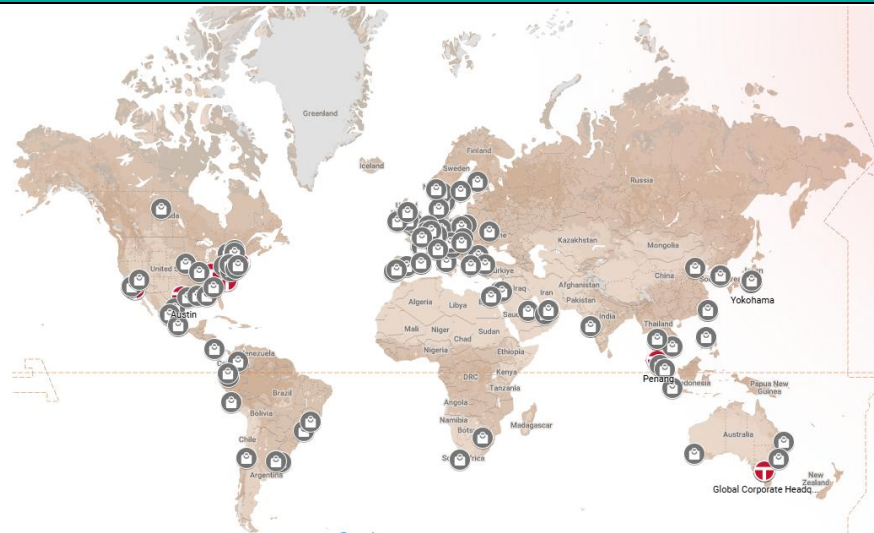 Greenland
Iceland
Finland
Sweden
Russia
Kazakhstan
Mongolia
United S
Türkiye
China
Yokohama
Austin
Algeria
Libya
Iraq
Iran
Afghanistan
Pakistan
India
Mali
Niger
Chad
Sudan
Thailand
Nigeria
Ethiopia
Venezuela
DRC
Kenya
Penang
Indonesia
Papua New
Guinea
Brazil
Tanzania
Angola
Bolivia
Namibia
Madagascar
Chile
Australia
Argentina
New
Zealand
Global Corporate Headq...